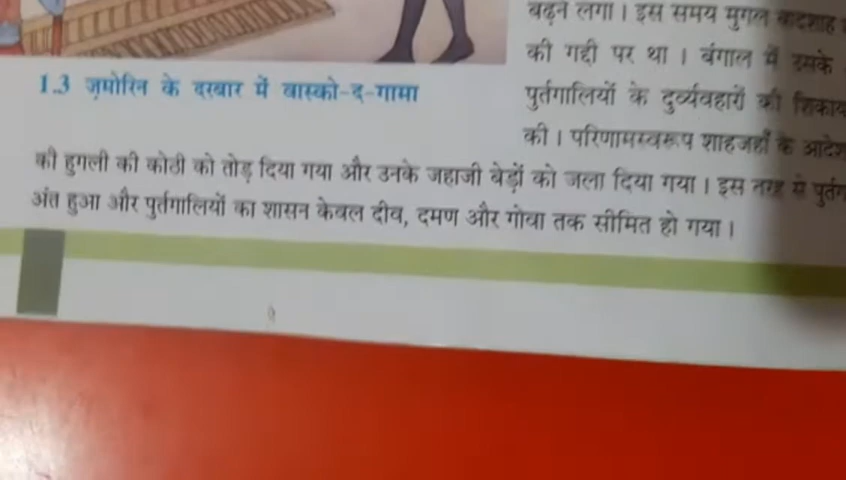 बढ़ने लगा । इस समय मुगल बादशाह
की गद्दी पर था । बंगाल में उसके
1.3 ज़मोरिन के दरबार में वास्को-द-गामा
पुर्तगालियों के दुर्व्यवहारों की शिकाय
की । परिणामस्वरूप शाहजहाँ के आदेश
की हुगली की कोठी को तोड़ दिया गया और उनके जहाजी बेड़ों को जला दिया गया । इस तरह से पुर्तग
अंत हुआ और पुर्तगालियों का शासन केवल दीव, दमण और गोवा तक सीमित हो गया ।